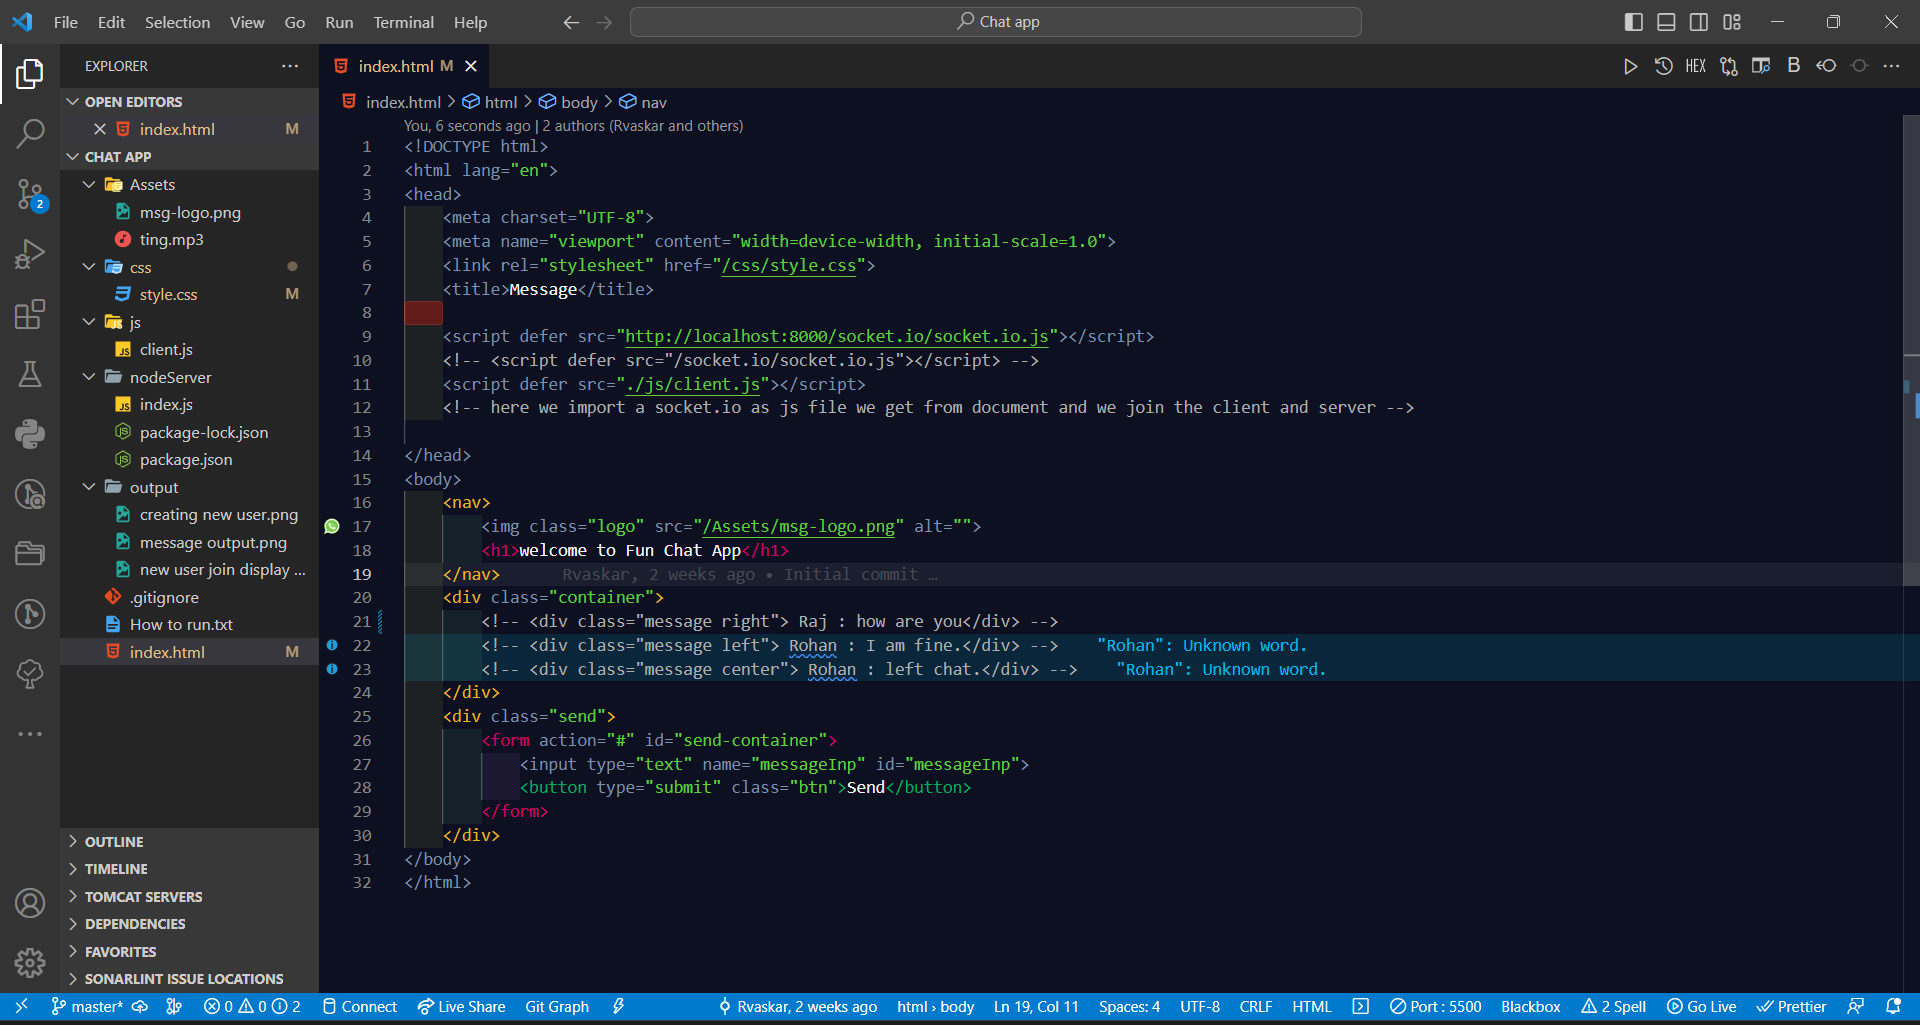 File Edit Selection View Go Run Terminal Help
Chat app
EXPLORER
OPEN EDITORS
index.html M
CHAT APP
Assets
msg-logo.png
ting.mp3
css
style.css M
js
client.js
nodeServer
index.js
package-lock.json
package.json
output
creating new user.png
message output.png
new user join display ...
.gitignore
How to run.txt
index.html M
OUTLINE
TIMELINE
TOMCAT SERVERS
DEPENDENCIES
FAVORITES
SONARLINT ISSUE LOCATIONS
2
index.html M
HEX B
index.html > html > body > nav
You, 6 seconds ago | 2 authors (Rvaskar and others)
1 <!DOCTYPE html>
2 <html lang="en">
3 <head>
4 <meta charset="UTF-8">
5 <meta name="viewport" content="width=device-width, initial-scale=1.0">
6 <link rel="stylesheet" href="/css/style.css">
7 <title>Message</title>
8
9 <script defer src="http://localhost:8000/socket.io/socket.io.js"></script>
10 <!-- <script defer src="/socket.io/socket.io.js"></script> -->
11 <script defer src="./js/client.js"></script>
12 <!-- here we import a socket.io as js file we get from document and we join the client and server -->
13
14 </head>
15 <body>
16 <nav>
17 <img class="logo" src="/Assets/msg-logo.png" alt="">
18 <h1>welcome to Fun Chat App</h1>
19 </nav> Rvaskar, 2 weeks ago • Initial commit …
20 <div class="container">
21 <!-- <div class="message right"> Raj : how are you</div> -->
22 <!-- <div class="message left"> Rohan : I am fine.</div> --> "Rohan": Unknown word.
23 <!-- <div class="message center"> Rohan : left chat.</div> --> "Rohan": Unknown word.
24 </div>
25 <div class="send">
26 <form action="#" id="send-container">
27 <input type="text" name="messageInp" id="messageInp">
28 <button type="submit" class="btn">Send</button>
29 </form>
30 </div>
31 </body>
32 </html>
master* 0 0 2 Connect Live Share Git Graph Rvaskar, 2 weeks ago html › body Ln 19, Col 11 Spaces: 4 UTF-8 CRLF HTML Port : 5500 Blackbox 2 Spell Go Live Prettier